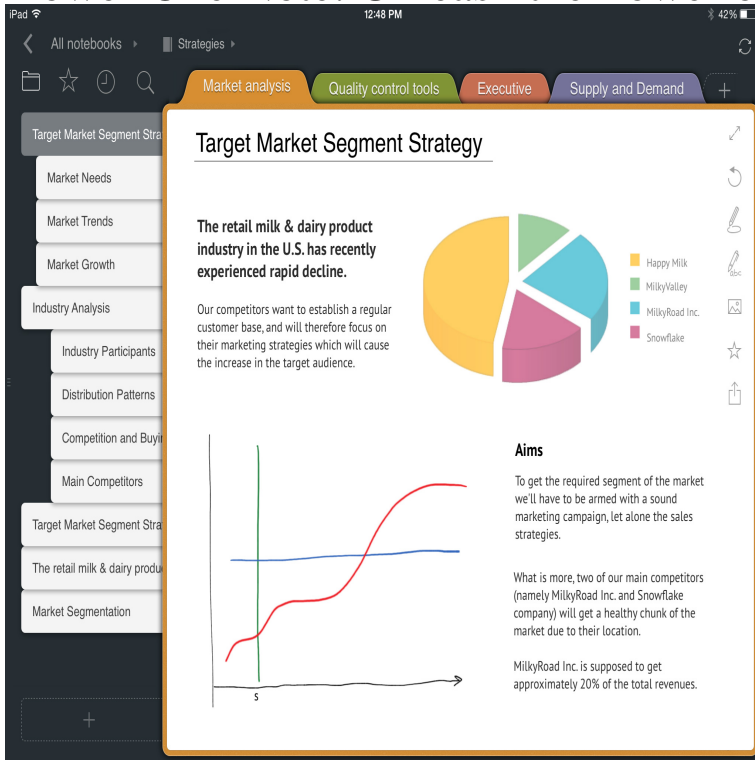 iPad
12:48 PM
42%
All notebooks
Strategies
Market analysis
Quality control tools
Executive
Supply and Demand
+
Target Market Segment Stra
Market Needs
Market Trends
Market Growth
Industry Analysis
Industry Participants
Distribution Patterns
Competition and Buyin
Main Competitors
Target Market Segment Stra
The retail milk & dairy produ
Market Segmentation
+
Target Market Segment Strategy
The retail milk & dairy product
industry in the U.S. has recently
experienced rapid decline.
Our competitors want to establish a regular
customer base, and will therefore focus on
their marketing strategies which will cause
the increase in the target audience.
Happy Milk
MilkyValley
MilkyRoad Inc.
Snowflake
abc
5
Aims
To get the required segment of the market
we'll have to be armed with a sound
marketing campaign, let alone the sales
strategies.
What is more, two of our main competitors
(namely MilkyRoad Inc. and Snowflake
company) will get a healthy chunk of the
market due to their location.
MilkyRoad Inc. is supposed to get
approximately 20% of the total revenues.